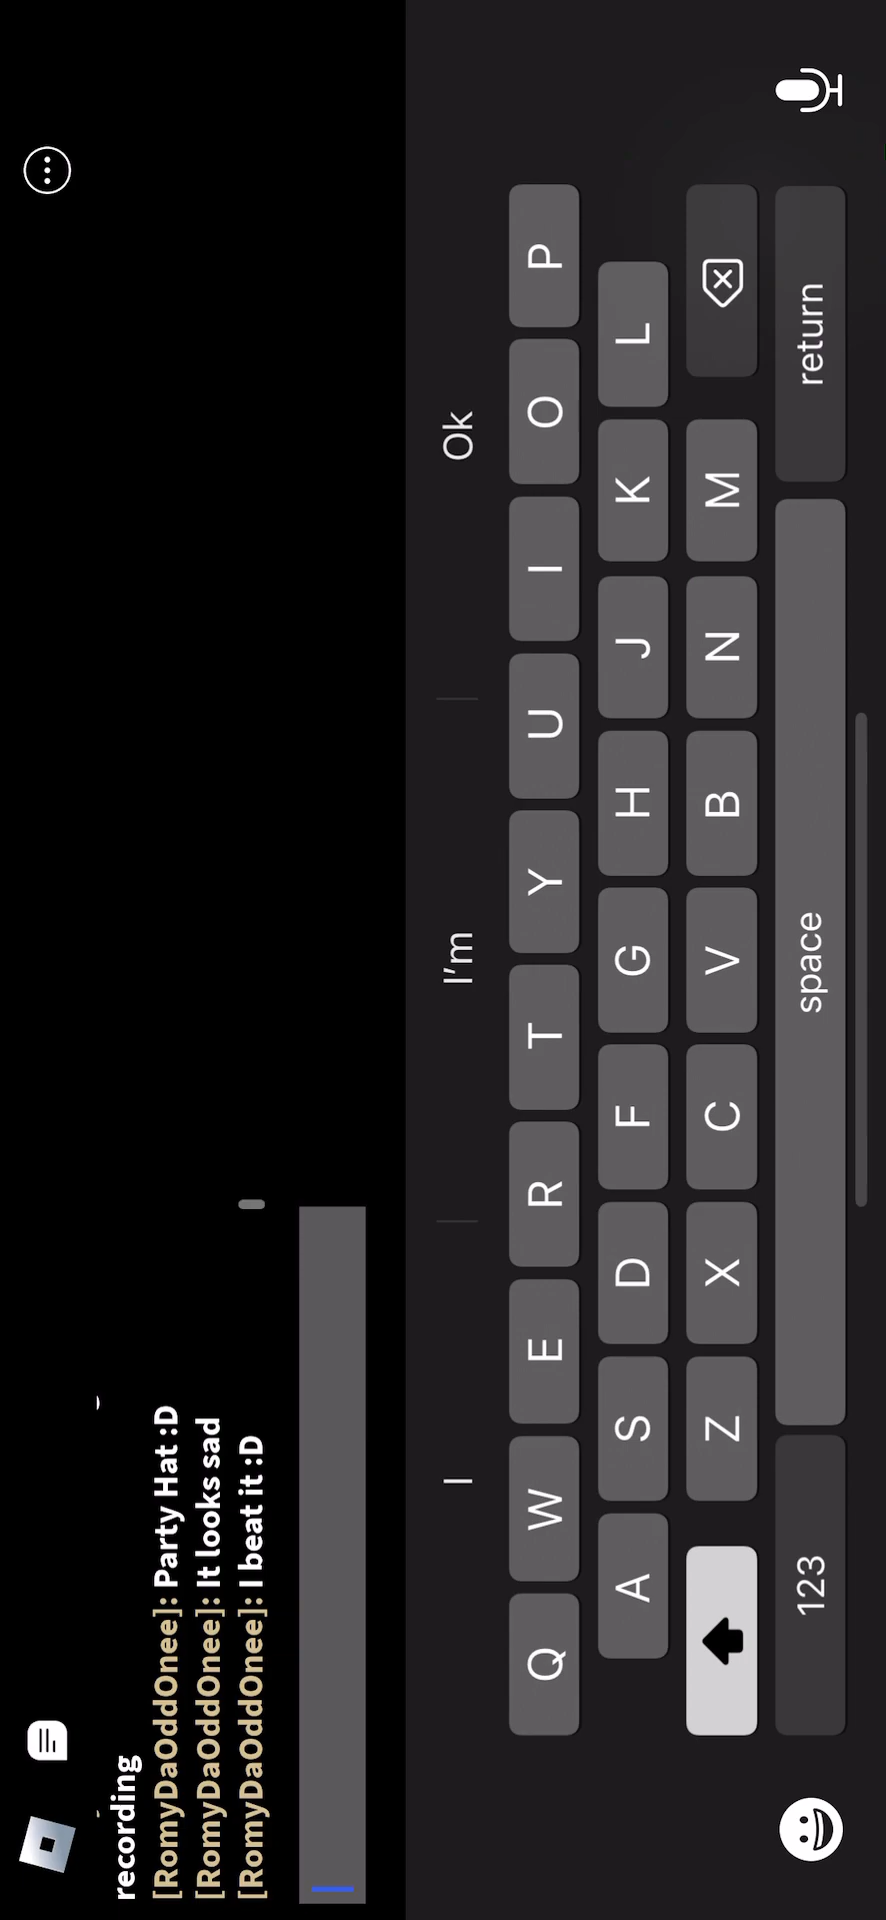 recording
[RomyDaOddOnee]: Party Hat :D
[RomyDaOddOnee]: It looks sad
[RomyDaOddOnee]: I beat it :D
I I'm Ok
Q W E R T Y U I O P
A S D F G H J K L
Z X C V B N M
123 space return